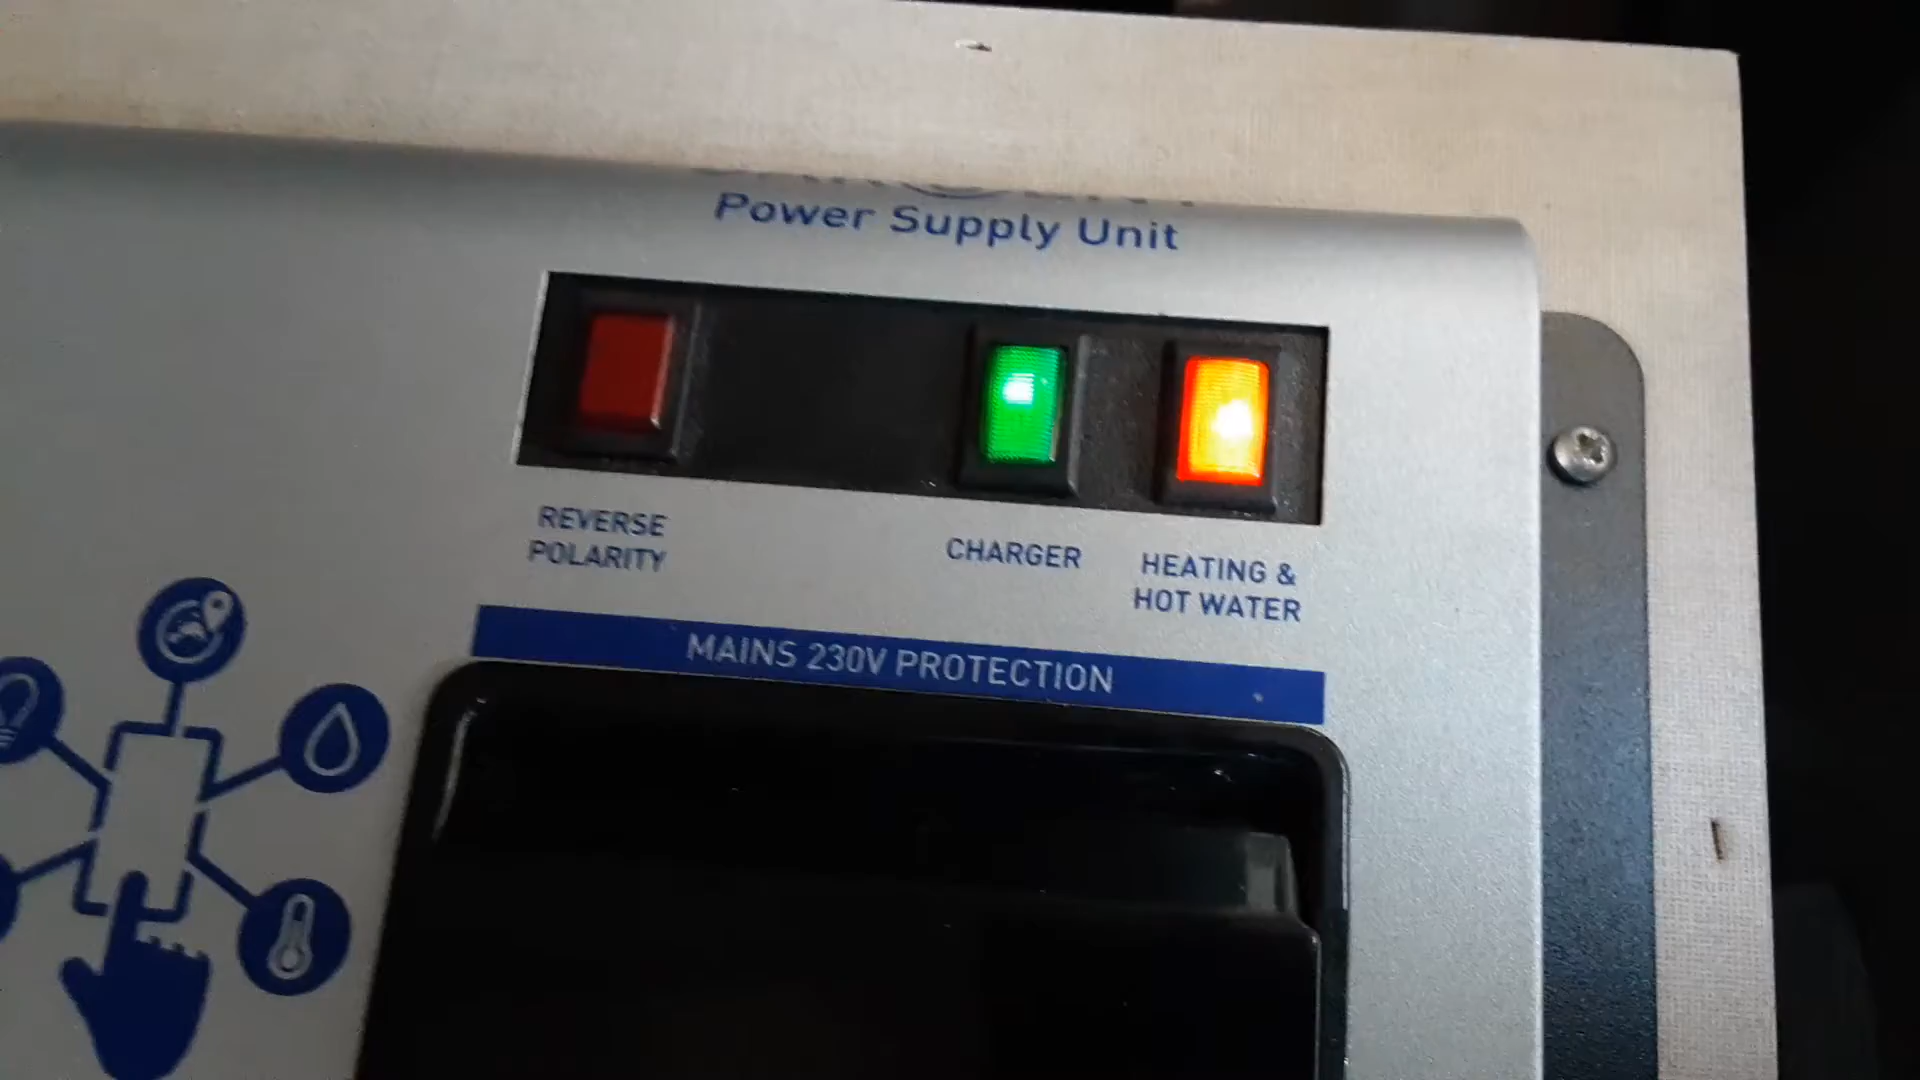 Power Supply Unit
REVERSE
POLARITY
CHARGER
HEATING &
HOT WATER
MAINS 230V PROTECTION